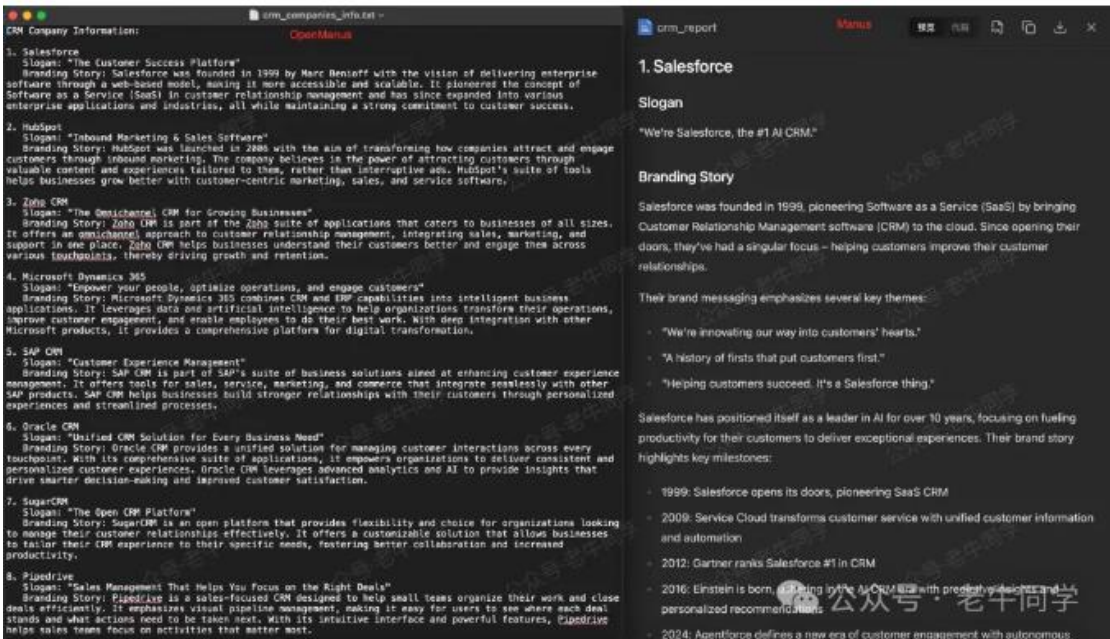 crm_companies_info.txt
OpenManus
CRM Company Information:
1. Salesforce
Slogan: "The Customer Success Platform"
Branding Story: Salesforce was founded in 1999 by Marc Benioff with the vision of delivering enterprise
software through a web-based model, making it more accessible and scalable. It pioneered the concept of
Software as a Service (SaaS) in customer relationship management and has since expanded into various
enterprise applications and industries, all while maintaining a strong commitment to customer success.
2. HubSpot
Slogan: "Inbound Marketing & Sales Software"
Branding Story: HubSpot was launched in 2006 with the aim of transforming how companies attract and engage
customers through inbound marketing. The company believes in the power of attracting customers through
valuable content and experiences tailored to them, rather than interruptive ads. HubSpot's suite of tools
helps businesses grow better with customer-centric marketing, sales, and service software.
3. Zoho CRM
Slogan: "The Omnichannel CRM for Growing Businesses"
Branding Story: Zoho CRM is part of the Zoho suite of applications that caters to businesses of all sizes.
It offers an omnichannel approach to customer relationship management, integrating sales, marketing, and
support in one place. Zoho CRM helps businesses understand their customers better and engage them across
various touchpoints, thereby driving growth and retention.
4. Microsoft Dynamics 365
Slogan: "Empower your people, optimize operations, and engage customers"
Branding Story: Microsoft Dynamics 365 combines CRM and ERP capabilities into intelligent business
applications. It leverages data and artificial intelligence to help organizations transform their operations,
improve customer engagement, and enable employees to do their best work. With deep integration with other
Microsoft products, it provides a comprehensive platform for digital transformation.
5. SAP CRM
Slogan: "Customer Experience Management"
Branding Story: SAP CRM is part of SAP's suite of business solutions aimed at enhancing customer experience
management. It offers tools for sales, service, marketing, and commerce that integrate seamlessly with other
SAP products. SAP CRM helps businesses build stronger relationships with their customers through personalized
experiences and streamlined processes.
6. Oracle CRM
Slogan: "Unified CRM Solution for Every Business Need"
Branding Story: Oracle CRM provides a unified solution for managing customer interactions across every
touchpoint. With its comprehensive suite of applications, it empowers organizations to deliver consistent and
personalized customer experiences. Oracle CRM leverages advanced analytics and AI to provide insights that
drive smarter decision-making and improved customer satisfaction.
7. SugarCRM
Slogan: "The Open CRM Platform"
Branding Story: SugarCRM is an open platform that provides flexibility and choice for organizations looking
to manage their customer relationships effectively. It offers a customizable solution that allows businesses
to tailor their CRM experience to their specific needs, fostering better collaboration and increased
productivity.
8. Pipedrive
Slogan: "Sales Management That Helps You Focus on the Right Deals"
Branding Story: Pipedrive is a sales-focused CRM designed to help small teams organize their work and close
deals efficiently. It emphasizes visual pipeline management, making it easy for users to see where each deal
stands and what actions need to be taken next. With its intuitive interface and powerful features, Pipedrive
helps sales teams focus on activities that matter most.
crm_report
Manus
预览 代码
1. Salesforce
Slogan
"We're Salesforce, the #1 AI CRM."
Branding Story
Salesforce was founded in 1999, pioneering Software as a Service (SaaS) by bringing
Customer Relationship Management software (CRM) to the cloud. Since opening their
doors, they've had a singular focus – helping customers improve their customer
relationships.
Their brand messaging emphasizes several key themes:
"We're innovating our way into customers' hearts."
"A history of firsts that put customers first."
"Helping customers succeed. It's a Salesforce thing."
Salesforce has positioned itself as a leader in AI for over 10 years, focusing on fueling
productivity for their customers to deliver exceptional experiences. Their brand story
highlights key milestones:
1999: Salesforce opens its doors, pioneering SaaS CRM
2009: Service Cloud transforms customer service with unified customer information
and automation
2012: Gartner ranks Salesforce #1 in CRM
2016: Einstein is born, in the AI CRM era with predictive insights and
personalized recommendations
2024: Agentforce defines a new era of customer engagement with autonomous
公众号 · 老牛同学